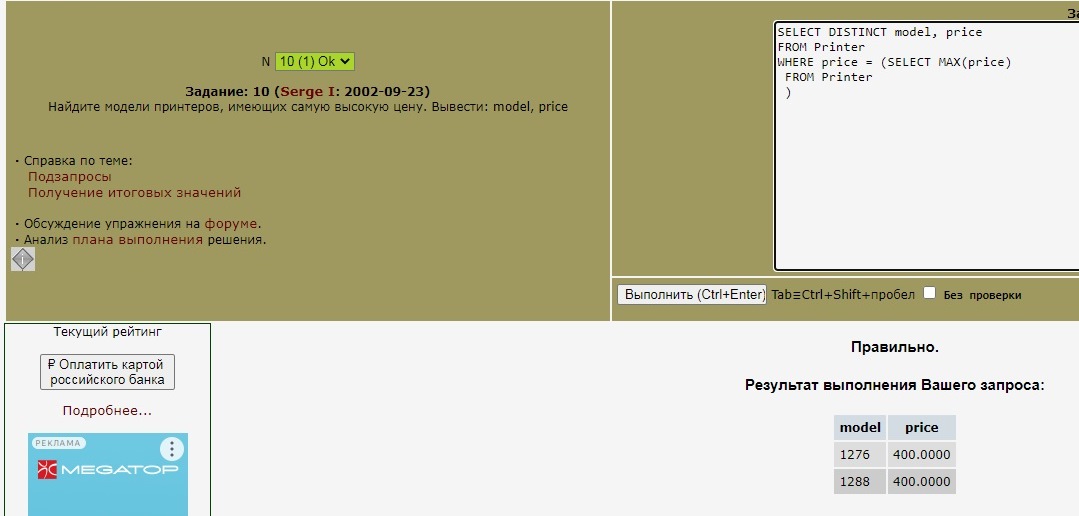 N 10 (1) Ok
Задание: 10 (Serge I: 2002-09-23)
Найдите модели принтеров, имеющих самую высокую цену. Вывести: model, price
· Справка по теме:
Подзапросы
Получение итоговых значений
· Обсуждение упражнения на форуме.
· Анализ плана выполнения решения.
За
SELECT DISTINCT model, price
FROM Printer
WHERE price = (SELECT MAX(price)
FROM Printer
)
Выполнить (Ctrl+Enter) Tab≡Ctrl+Shift+пробел Без проверки
Текущий рейтинг
₽ Оплатить картой
российского банка
Подробнее...
РЕКЛАМА
MEGATOP
Правильно.
Результат выполнения Вашего запроса:
model price
1276 400.0000
1288 400.0000